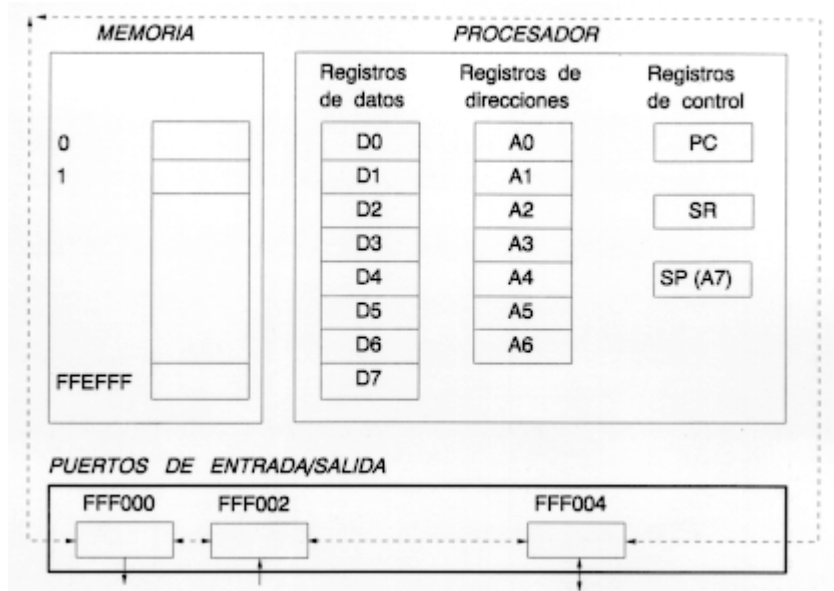 MEMORIA
PROCESADOR
Registros de datos
Registros de direcciones
Registros de control
0
1
FFEFFF
D0
D1
D2
D3
D4
D5
D6
D7
A0
A1
A2
A3
A4
A5
A6
PC
SR
SP (A7)
PUERTOS DE ENTRADA/SALIDA
FFF000
FFF002
FFF004